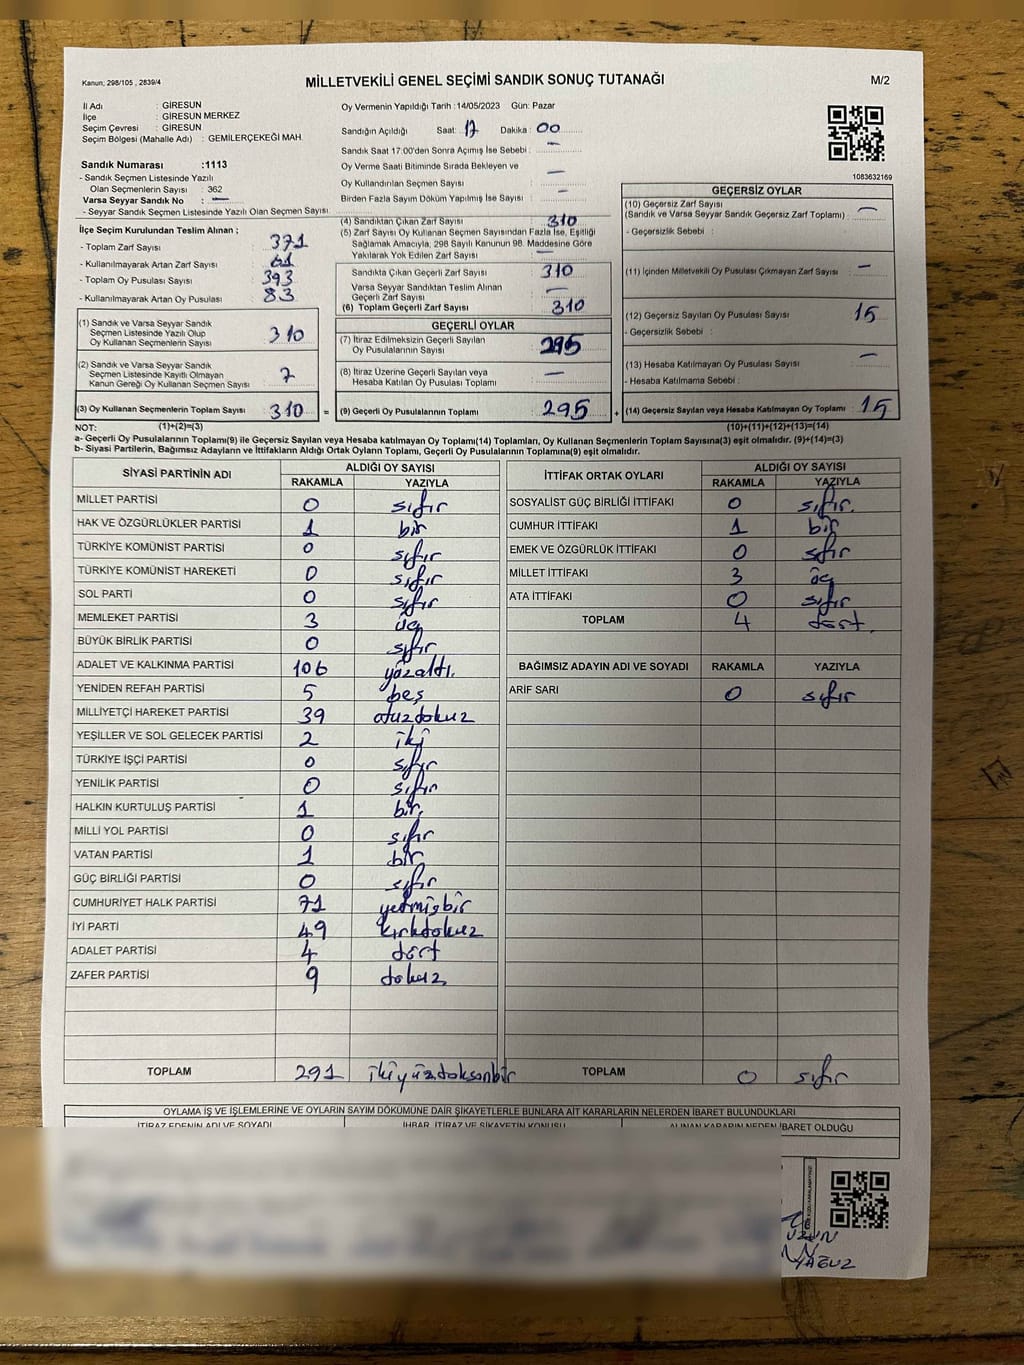 Kanun; 298/105 , 2839/4
MİLLETVEKİLİ GENEL SEÇİMİ SANDIK SONUÇ TUTANAĞI
M/2
İl Adı : GİRESUN
İlçe : GİRESUN MERKEZ
Seçim Çevresi : GİRESUN
Seçim Bölgesi (Mahalle Adı) : GEMİLERÇEKEĞİ MAH.
Sandık Numarası :1113
- Sandık Seçmen Listesinde Yazılı
Olan Seçmenlerin Sayısı : 362
Varsa Seyyar Sandık No : —
- Seyyar Sandık Seçmen Listesinde Yazılı Olan Seçmen Sayısı
Oy Vermenin Yapıldığı Tarih :14/05/2023 Gün: Pazar
Sandığın Açıldığı Saat: 17 Dakika : 00
Sandık Saat 17:00'den Sonra Açımış İse Sebebi : —
Oy Verme Saati Bitiminde Sırada Bekleyen ve
Oy Kullandırılan Seçmen Sayısı —
Birden Fazla Sayım Döküm Yapılmış İse Sayısı —
1083632169
İlçe Seçim Kurulundan Teslim Alınan ;
- Toplam Zarf Sayısı : 371
- Kullanılmayarak Artan Zarf Sayısı : 61
- Toplam Oy Pusulası Sayısı : 393
- Kullanılmayarak Artan Oy Pusulası : 83
(1) Sandık ve Varsa Seyyar Sandık
Seçmen Listesinde Yazılı Olup
Oy Kullanan Seçmenlerin Sayısı 310
(2) Sandık ve Varsa Seyyar Sandık
Seçmen Listesinde Kayıtlı Olmayan
Kanun Gereği Oy Kullanan Seçmen Sayısı 7
(3) Oy Kullanan Seçmenlerin Toplam Sayısı 310 =
(4) Sandıktan Çıkan Zarf Sayısı 310
(5) Zarf Sayısı Oy Kullanan Seçmen Sayısından Fazla İse, Eşitliği
Sağlamak Amacıyla, 298 Sayılı Kanunun 98. Maddesine Göre
Yakılarak Yok Edilen Zarf Sayısı : —
Sandıkta Çıkan Geçerli Zarf Sayısı 310
Varsa Seyyar Sandıktan Teslim Alınan
Geçerli Zarf Sayısı —
(6) Toplam Geçerli Zarf Sayısı 310
GEÇERLİ OYLAR
(7) İtiraz Edilmeksizin Geçerli Sayılan
Oy Pusulalarının Sayısı 295
(8) İtiraz Üzerine Geçerli Sayılan veya
Hesaba Katılan Oy Pusulası Toplamı —
(9) Geçerli Oy Pusulalarının Toplamı 295 +
GEÇERSİZ OYLAR
(10) Geçersiz Zarf Sayısı
(Sandık ve Varsa Seyyar Sandık Geçersiz Zarf Toplamı) : —
- Geçersizlik Sebebi :
(11) İçinden Milletvekili Oy Pusulası Çıkmayan Zarf Sayısı —
(12) Geçersiz Sayılan Oy Pusulası Sayısı 15
- Geçersizlik Sebebi :
(13) Hesaba Katılmayan Oy Pusulası Sayısı —
- Hesaba Katılmama Sebebi :
(14) Geçersiz Sayılan veya Hesaba Katılmayan Oy Toplamı 15
NOT: (1)+(2)=(3) (10)+(11)+(12)+(13)=(14)
a- Geçerli Oy Pusulalarının Toplamı(9) ile Geçersiz Sayılan veya Hesaba katılmayan Oy Toplamı(14) Toplamları, Oy Kullanan Seçmenlerin Toplam Sayısına(3) eşit olmalıdır. (9)+(14)=(3)
b- Siyasi Partilerin, Bağımsız Adayların ve İttifakların Aldığı Ortak Oyların Toplamı, Geçerli Oy Pusulalarının Toplamına(9) eşit olmalıdır.
SİYASİ PARTİNİN ADI ALDIĞI OY SAYISI
RAKAMLA YAZIYLA
MİLLET PARTİSİ 0 sıfır
HAK VE ÖZGÜRLÜKLER PARTİSİ 1 bir
TÜRKİYE KOMÜNİST PARTİSİ 0 sıfır
TÜRKİYE KOMÜNİST HAREKETİ 0 sıfır
SOL PARTİ 0 sıfır
MEMLEKET PARTİSİ 3 üç
BÜYÜK BİRLİK PARTİSİ 0 sıfır
ADALET VE KALKINMA PARTİSİ 106 yüzaltı.
YENİDEN REFAH PARTİSİ 5 beş
MİLLİYETÇİ HAREKET PARTİSİ 39 otuzdokuz
YEŞİLLER VE SOL GELECEK PARTİSİ 2 iki
TÜRKİYE İŞÇİ PARTİSİ 0 sıfır
YENİLİK PARTİSİ 0 sıfır
HALKIN KURTULUŞ PARTİSİ 1 bir.
MİLLİ YOL PARTİSİ 0 sıfır
VATAN PARTİSİ 1 bir
GÜÇ BİRLİĞİ PARTİSİ 0 sıfır
CUMHURİYET HALK PARTİSİ 71 yetmişbir
İYİ PARTİ 49 kırkdokuz
ADALET PARTİSİ 4 dört
ZAFER PARTİSİ 9 dokuz
TOPLAM 291 ikiyüzdoksanbir
İTTİFAK ORTAK OYLARI ALDIĞI OY SAYISI
RAKAMLA YAZIYLA
SOSYALİST GÜÇ BİRLİĞİ İTTİFAKI 0 sıfır.
CUMHUR İTTİFAKI 1 bir
EMEK VE ÖZGÜRLÜK İTTİFAKI 0 sıfır
MİLLET İTTİFAKI 3 üç
ATA İTTİFAKI 0 sıfır
TOPLAM 4 dört.
BAĞIMSIZ ADAYIN ADI VE SOYADI RAKAMLA YAZIYLA
ARİF SARI 0 sıfır
TOPLAM 0 sıfır
OYLAMA İŞ VE İŞLEMLERİNE VE OYLARIN SAYIM DÖKÜMÜNE DAİR ŞİKAYETLERLE BUNLARA AİT KARARLARIN NELERDEN İBARET BULUNDUKLARI
İTİRAZ EDENİN ADI VE SOYADI İHBAR, İTİRAZ VE ŞİKAYETİN KONUSU ALINAN KARARIN NEDEN İBARET OLDUĞU
UZUN
YAĞUZ